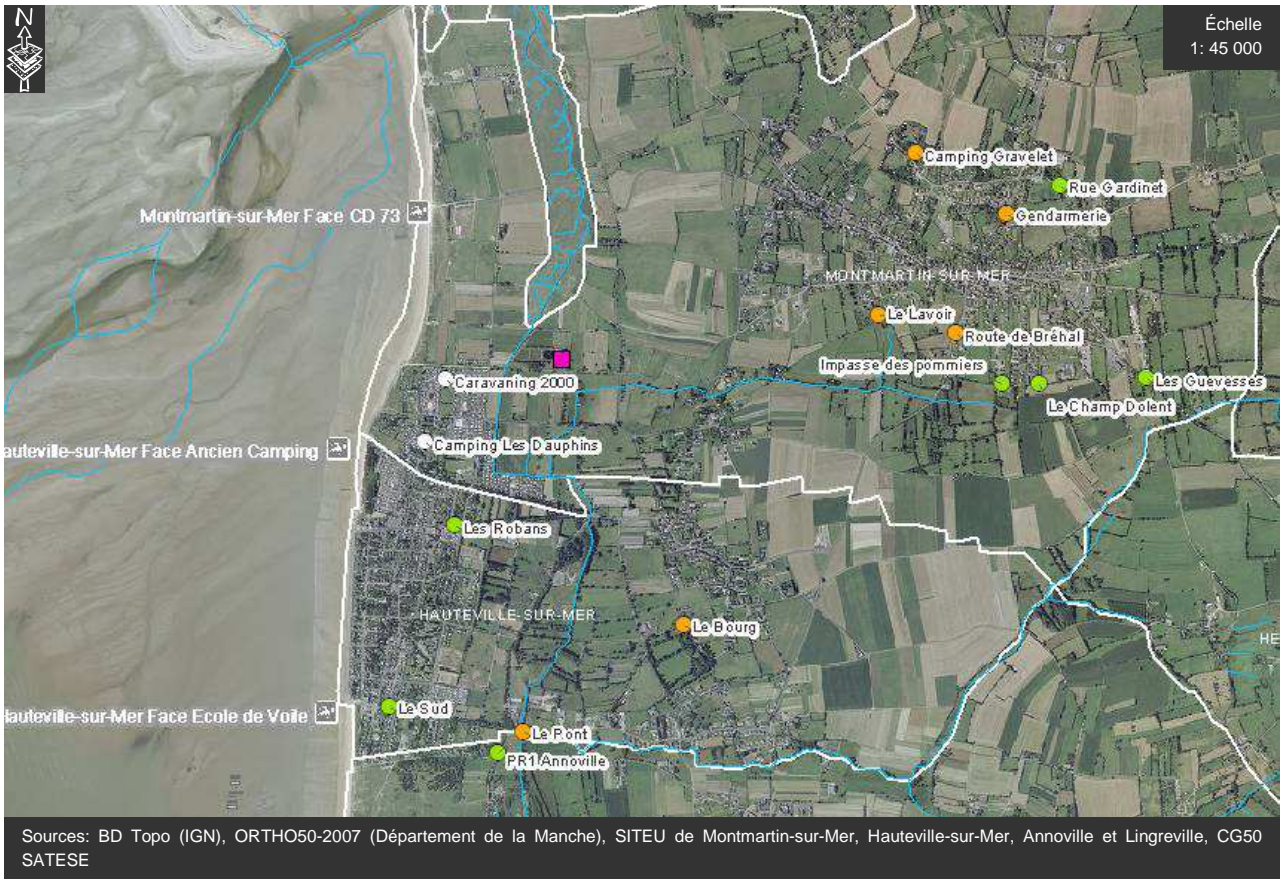 N
Échelle
1: 45 000
Camping Gravelet
Rue Gardinet
Montmartin-sur-Mer Face CD 73
Gendarmerie
MONTMARTIN-SUR-MER
Le Lavoir
Route de Bréhal
Impasse des pommiers
Caravaning 2000
Les Guevesses
Le Champ Dolent
Camping Les Dauphins
auteville-sur-Mer Face Ancien Camping
Les Robans
HAUTEVILLE-SUR-MER
Le Bourg
HE
Le Sud
Hauteville-sur-Mer Face Ecole de Voile
Le Pont
PR1 Annoville
Sources: BD Topo (IGN), ORTHO50-2007 (Département de la Manche), SITEU de Montmartin-sur-Mer, Hauteville-sur-Mer, Annoville et Lingreville, CG50
SATESE